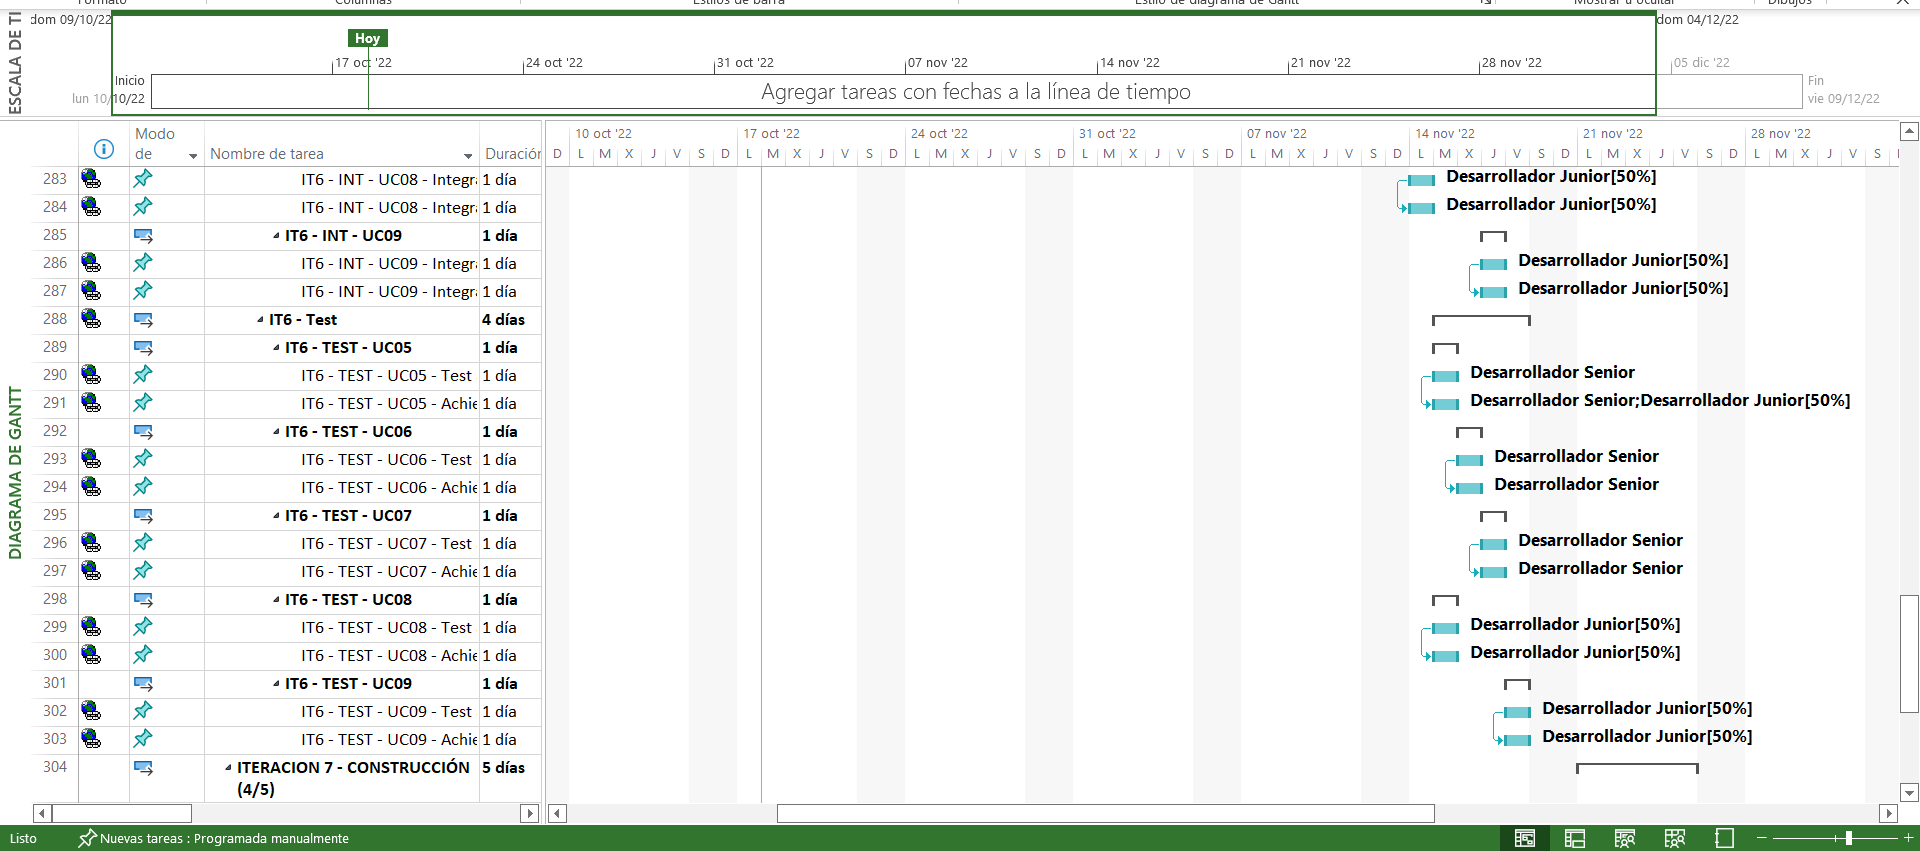 Formato Columnas Estilos de barra Estilo de diagrama de Gantt Mostrar u ocultar Dibujos
ESCALA DE TI
dom 09/10/22
dom 04/12/22
Hoy
17 oct '22 24 oct '22 31 oct '22 07 nov '22 14 nov '22 21 nov '22 28 nov '22 05 dic '22
Inicio
lun 10/10/22
Agregar tareas con fechas a la línea de tiempo
Fin
vie 09/12/22
DIAGRAMA DE GANTT
Modo de Nombre de tarea Duración
10 oct '22 17 oct '22 24 oct '22 31 oct '22 07 nov '22 14 nov '22 21 nov '22 28 nov '22
D L M X J V S D L M X J V S D L M X J V S D L M X J V S D L M X J V S D L M X J V S D L M X J V S D L M X J V S
283 IT6 - INT - UC08 - Integra 1 día Desarrollador Junior[50%]
284 IT6 - INT - UC08 - Integra 1 día Desarrollador Junior[50%]
285 IT6 - INT - UC09 1 día
286 IT6 - INT - UC09 - Integra 1 día Desarrollador Junior[50%]
287 IT6 - INT - UC09 - Integra 1 día Desarrollador Junior[50%]
288 IT6 - Test 4 días
289 IT6 - TEST - UC05 1 día
290 IT6 - TEST - UC05 - Test 1 día Desarrollador Senior
291 IT6 - TEST - UC05 - Achie 1 día Desarrollador Senior;Desarrollador Junior[50%]
292 IT6 - TEST - UC06 1 día
293 IT6 - TEST - UC06 - Test 1 día Desarrollador Senior
294 IT6 - TEST - UC06 - Achie 1 día Desarrollador Senior
295 IT6 - TEST - UC07 1 día
296 IT6 - TEST - UC07 - Test 1 día Desarrollador Senior
297 IT6 - TEST - UC07 - Achie 1 día Desarrollador Senior
298 IT6 - TEST - UC08 1 día
299 IT6 - TEST - UC08 - Test 1 día Desarrollador Junior[50%]
300 IT6 - TEST - UC08 - Achie 1 día Desarrollador Junior[50%]
301 IT6 - TEST - UC09 1 día
302 IT6 - TEST - UC09 - Test 1 día Desarrollador Junior[50%]
303 IT6 - TEST - UC09 - Achie 1 día Desarrollador Junior[50%]
304 ITERACION 7 - CONSTRUCCIÓN 5 días
(4/5)
Listo Nuevas tareas : Programada manualmente